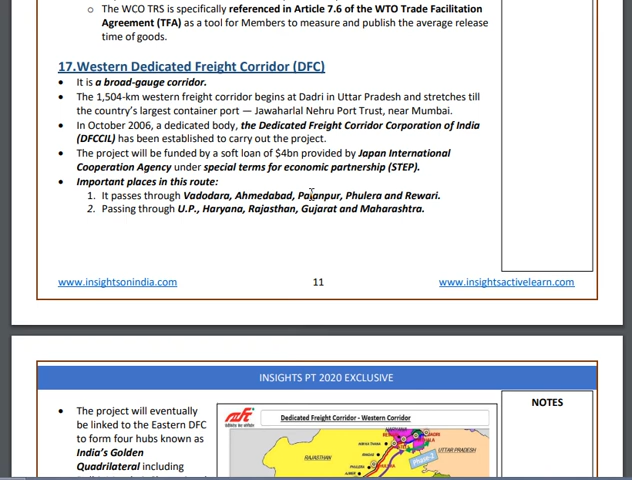 o The WCO TRS is specifically referenced in Article 7.6 of the WTO Trade Facilitation
Agreement (TFA) as a tool for Members to measure and publish the average release
time of goods.
17.Western Dedicated Freight Corridor (DFC)
• It is a broad-gauge corridor.
• The 1,504-km western freight corridor begins at Dadri in Uttar Pradesh and stretches till
the country's largest container port — Jawaharlal Nehru Port Trust, near Mumbai.
• In October 2006, a dedicated body, the Dedicated Freight Corridor Corporation of India
(DFCCIL) has been established to carry out the project.
• The project will be funded by a soft loan of $4bn provided by Japan International
Cooperation Agency under special terms for economic partnership (STEP).
• Important places in this route:
1. It passes through Vadodara, Ahmedabad, Palanpur, Phulera and Rewari.
2. Passing through U.P., Haryana, Rajasthan, Gujarat and Maharashtra.
www.insightsonindia.com 11 www.insightsactivelearn.com
INSIGHTS PT 2020 EXCLUSIVE
NOTES
• The project will eventually
be linked to the Eastern DFC
to form four hubs known as
India's Golden
Quadrilateral including
Dedicated Freight Corridor - Western Corridor
RAJASTHAN
UTTAR PRADESH